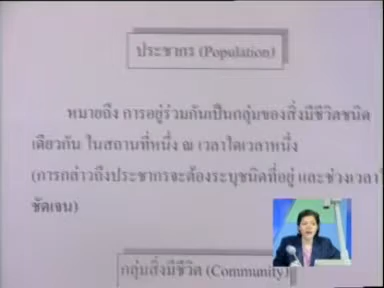 ประชากร (Population)
หมายถึง การอยู่ร่วมกันเป็นกลุ่มของสิ่งมีชีวิตชนิด
เดียวกัน ในสถานที่หนึ่ง ณ เวลาใดเวลาหนึ่ง
(การกล่าวถึงประชากรจะต้องระบุชนิดที่อยู่ และช่วงเวลาใ
ชัดเจน)
กลุ่มสิ่งมีชีวิต (Community)